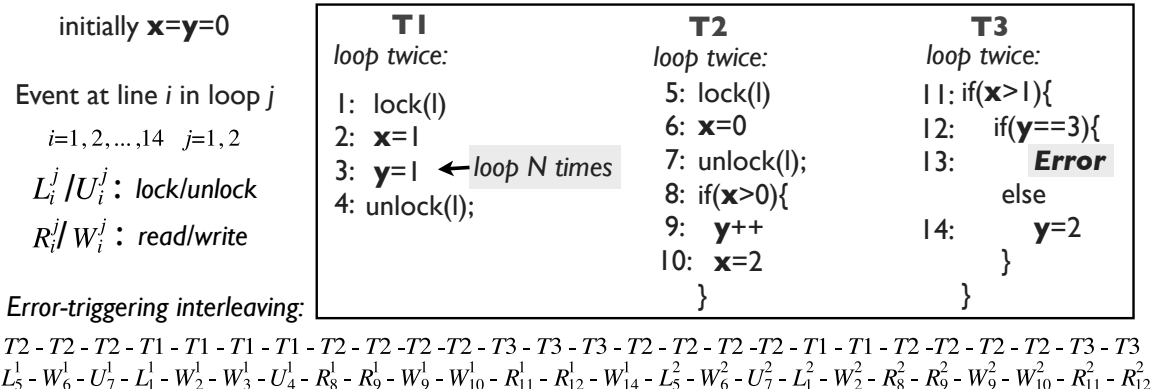 initially x=y=0
Event at line i in loop j
i=1, 2, ... ,14 j=1, 2
L_i^j /U_i^j : lock/unlock
R_i^j/ W_i^j : read/write
Error-triggering interleaving:
T1
loop twice:
1: lock(l)
2: x=1
3: y=1 loop N times
4: unlock(l);
T2
loop twice:
5: lock(l)
6: x=0
7: unlock(l);
8: if(x>0){
9: y++
10: x=2
}
T3
loop twice:
11: if(x>1){
12: if(y==3){
13: Error
else
14: y=2
}
}
T2 - T2 - T2 - T1 - T1 - T1 - T1 - T2 - T2 - T2 - T2 - T3 - T3 - T3 - T2 - T2 - T2 - T1 - T1 - T2 - T2 - T2 - T2 - T3 - T3
L_5^1 - W_6^1 - U_7^1 - L_1^1 - W_2^1 - W_3^1 - U_4^1 - R_8^1 - R_9^1 - W_9^1 - W_10^1 - R_11^1 - R_12^1 - W_14^1 - L_5^2 - W_6^2 - U_7^2 - L_1^2 - W_2^2 - R_8^2 - R_9^2 - W_9^2 - W_10^2 - R_11^2 - R_12^2